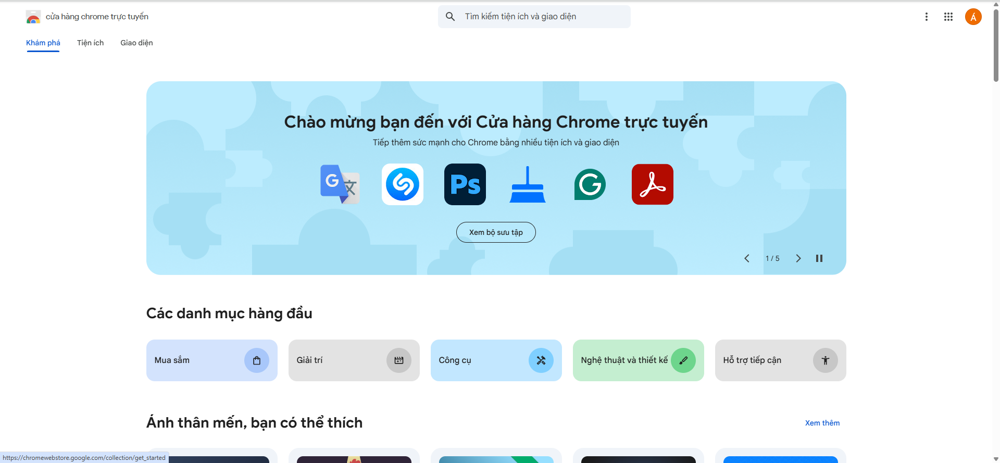 cửa hàng chrome trực tuyến
Tìm kiếm tiện ích và giao diện
Á
Khám phá
Tiện ích
Giao diện
Chào mừng bạn đến với Cửa hàng Chrome trực tuyến
Tiếp thêm sức mạnh cho Chrome bằng nhiều tiện ích và giao diện
G 文
Ps
G
Xem bộ sưu tập
1 / 5
Các danh mục hàng đầu
Mua sắm
Giải trí
Công cụ
Nghệ thuật và thiết kế
Hỗ trợ tiếp cận
Ánh thân mến, bạn có thể thích
Xem thêm
https://chromewebstore.google.com/collection/get_started